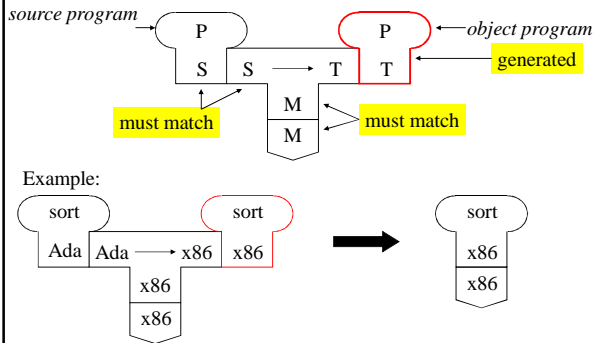 source program
P P
object program
S S T T
generated
M
must match must match
M
Example:
sort sort sort
Ada Ada x86 x86 x86
x86 x86
x86